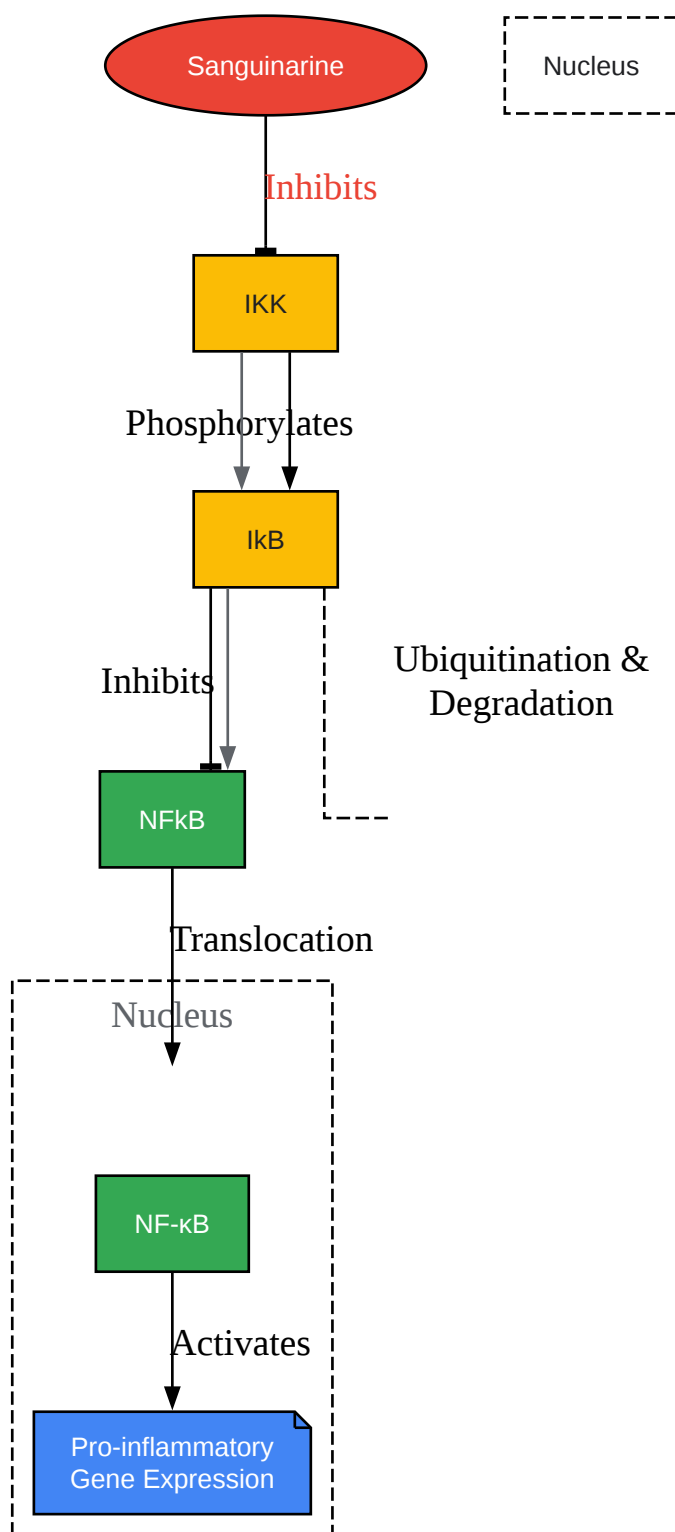 Sanguinarine
Nucleus
Inhibits
IKK
Phosphorylates
IkB
Ubiquitination &
Degradation
Inhibits
NFkB
Translocation
Nucleus
NF-κB
Activates
Pro-inflammatory
Gene Expression